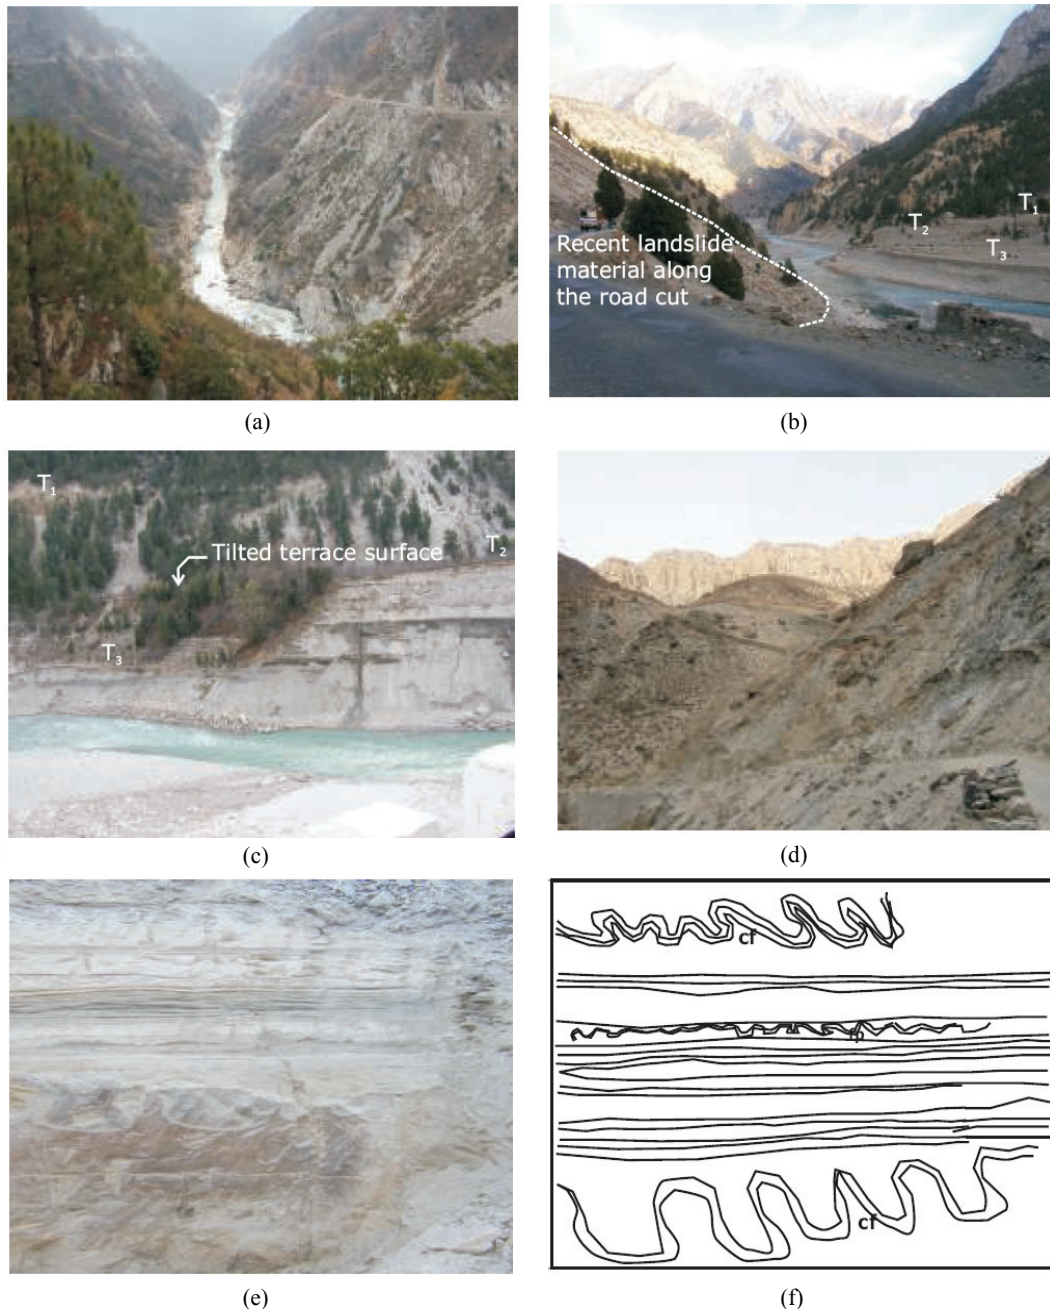 (a)
T₁
T₂
T₃
Recent landslide
material along
the road cut
(b)
T₁
Tilted terrace surface
T₂
T₃
(c)
(d)
(e)
cf
cf
(f)